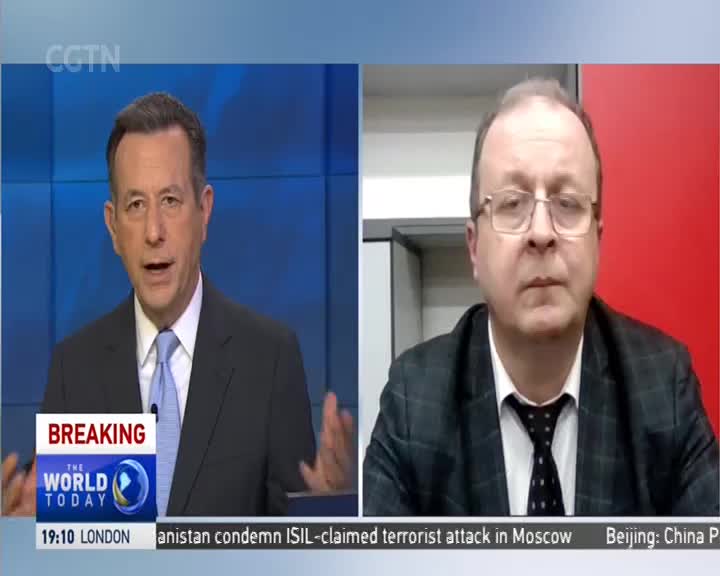 CGTN
BREAKING
THE
WORLD
TODAY
19:10 LONDON
anistan condemn ISIL-claimed terrorist attack in Moscow Beijing: China P